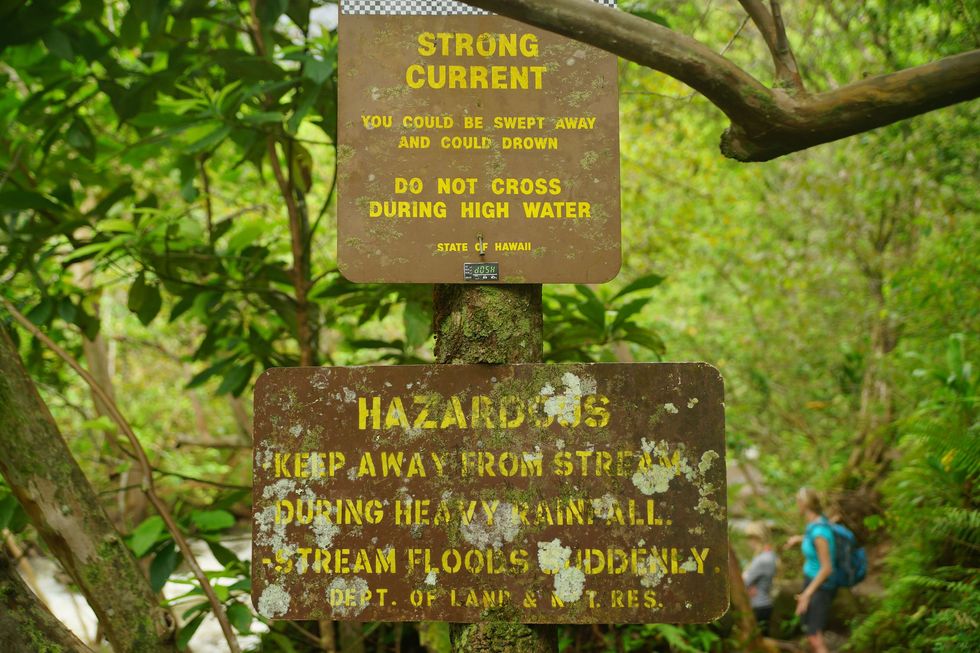 STRONG
CURRENT
YOU COULD BE SWEPT AWAY
AND COULD DROWN
DO NOT CROSS
DURING HIGH WATER
STATE OF HAWAII
HAZARDOUS
-KEEP AWAY FROM STREAM
DURING HEAVY RAINFALL.
-STREAM FLOODS SUDDENLY.
DEPT. OF LAND & NAT. RES.